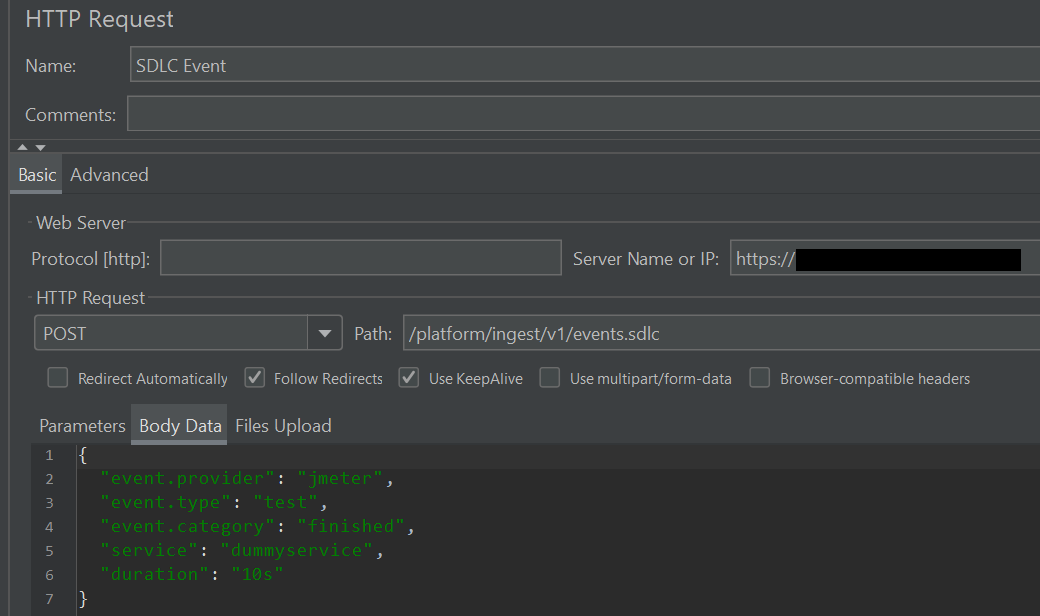 HTTP Request
Name: SDLC Event
Comments:
Basic Advanced
Web Server
Protocol [http]: Server Name or IP: https://
HTTP Request
POST Path: /platform/ingest/v1/events.sdlc
Redirect Automatically Follow Redirects Use KeepAlive Use multipart/form-data Browser-compatible headers
Parameters Body Data Files Upload
1 {
2 "event.provider": "jmeter",
3 "event.type": "test",
4 "event.category": "finished",
5 "service": "dummyservice",
6 "duration": "10s"
7 }